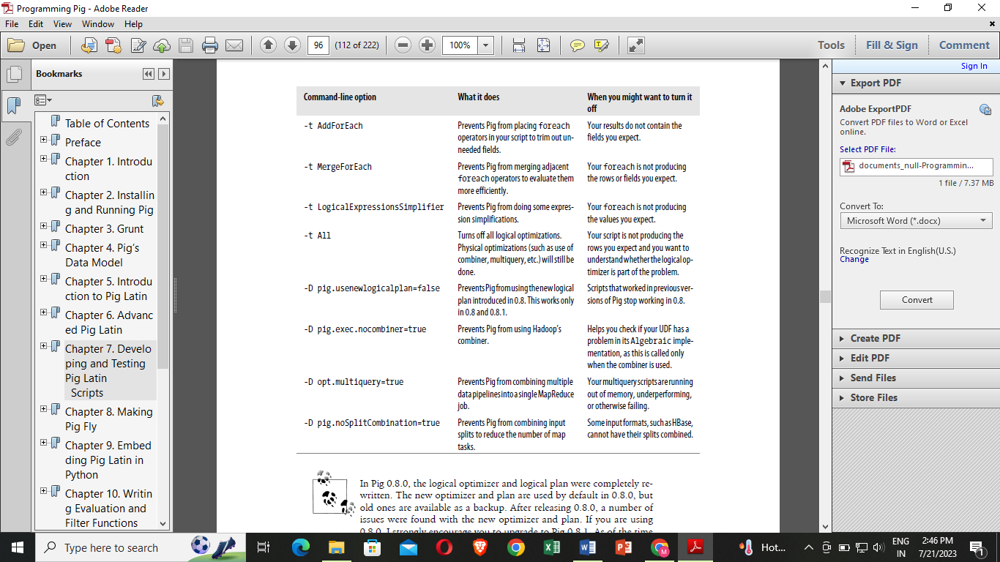 Programming Pig - Adobe Reader
File Edit View Window Help
Open
96
(112 of 222)
100%
Tools
Fill & Sign
Comment
Bookmarks
Table of Contents
Preface
Chapter 1. Introdu
ction
Chapter 2. Installin
g and Running Pig
Chapter 3. Grunt
Chapter 4. Pig's
Data Model
Chapter 5. Introdu
ction to Pig Latin
Chapter 6. Advanc
ed Pig Latin
Chapter 7. Develo
ping and Testing
Pig Latin
Scripts
Chapter 8. Making
Pig Fly
Chapter 9. Embed
ding Pig Latin in
Python
Chapter 10. Writin
g Evaluation and
Filter Functions
Command-line option
What it does
When you might want to turn it
off
-t AddForEach
Prevents Pig from placing foreach
operators in your script to trim out un-
needed fields.
Your results do not contain the
fields you expect.
-t MergeForEach
Prevents Pig from merging adjacent
foreach operators to evaluate them
more efficiently.
Your foreach is not producing
the rows or fields you expect.
-t LogicalExpressionsSimplifier
Prevents Pig from doing some expres-
sion simplifications.
Your foreach is not producing
the values you expect.
-t All
Turns off all logical optimizations.
Physical optimizations (such as use of
combiner, multiquery, etc.) will still be
done.
Your script is not producing the
rows you expect and you want to
understand whether the logical op-
timizer is part of the problem.
-D pig.usenewlogicalplan=false
Prevents Pig from using the new logical
plan introduced in 0.8. This works only
in 0.8 and 0.8.1.
Scripts that worked in previous ver-
sions of Pig stop working in 0.8.
-D pig.exec.nocombiner=true
Prevents Pig from using Hadoop's
combiner.
Helps you check if your UDF has a
problem in its Algebraic imple-
mentation, as this is called only
when the combiner is used.
-D opt.multiquery=true
Prevents Pig from combining multiple
data pipelines into a single MapReduce
job.
Your multiquery scripts are running
out of memory, underperforming,
or otherwise failing.
-D pig.noSplitCombination=true
Prevents Pig from combining input
splits to reduce the number of map
tasks.
Some input formats, such as HBase,
cannot have their splits combined.
In Pig 0.8.0, the logical optimizer and logical plan were completely re-
written. The new optimizer and plan are used by default in 0.8.0, but
old ones are available as a backup. After releasing 0.8.0, a number of
issues were found with the new optimizer and plan. If you are using
0.8.0, I strongly encourage you to upgrade to Pig 0.8.1. As of the time
Sign In
Export PDF
Adobe ExportPDF
Convert PDF files to Word or Excel
online.
Select PDF File:
documents_null-Programmin...
1 file / 7.37 MB
Convert To:
Microsoft Word (*.docx)
Recognize Text in English(U.S.)
Change
Convert
Create PDF
Edit PDF
Send Files
Store Files
Type here to search
Hot...
ENG
IN
2:46 PM
7/21/2023
1